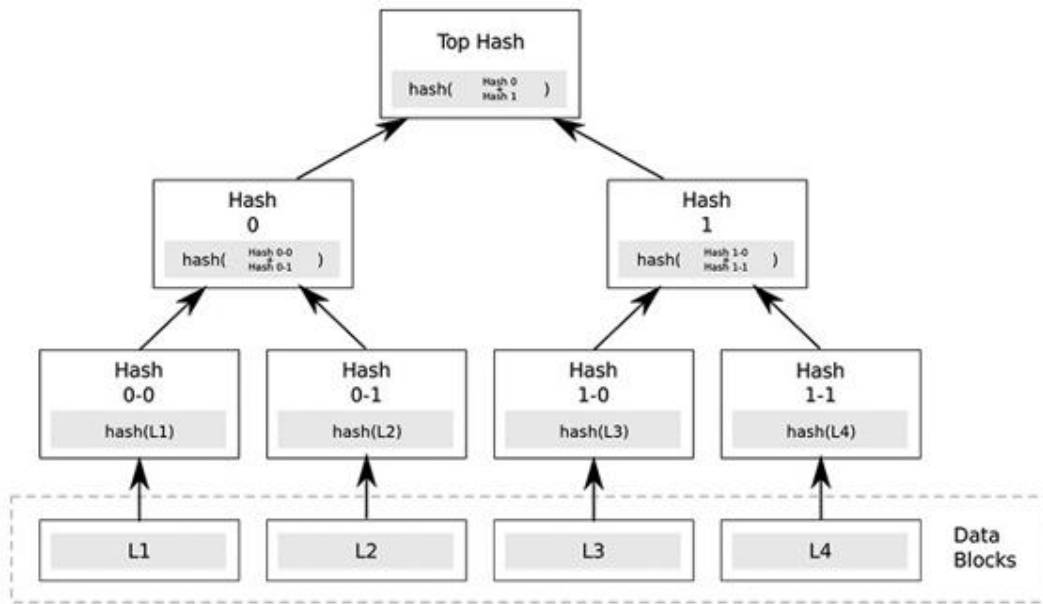 Top Hash
hash( Hash 0 + Hash 1 )
Hash
0
hash( Hash 0-0 + Hash 0-1 )
Hash
1
hash( Hash 1-0 + Hash 1-1 )
Hash
0-0
hash(L1)
Hash
0-1
hash(L2)
Hash
1-0
hash(L3)
Hash
1-1
hash(L4)
L1
L2
L3
L4
Data
Blocks